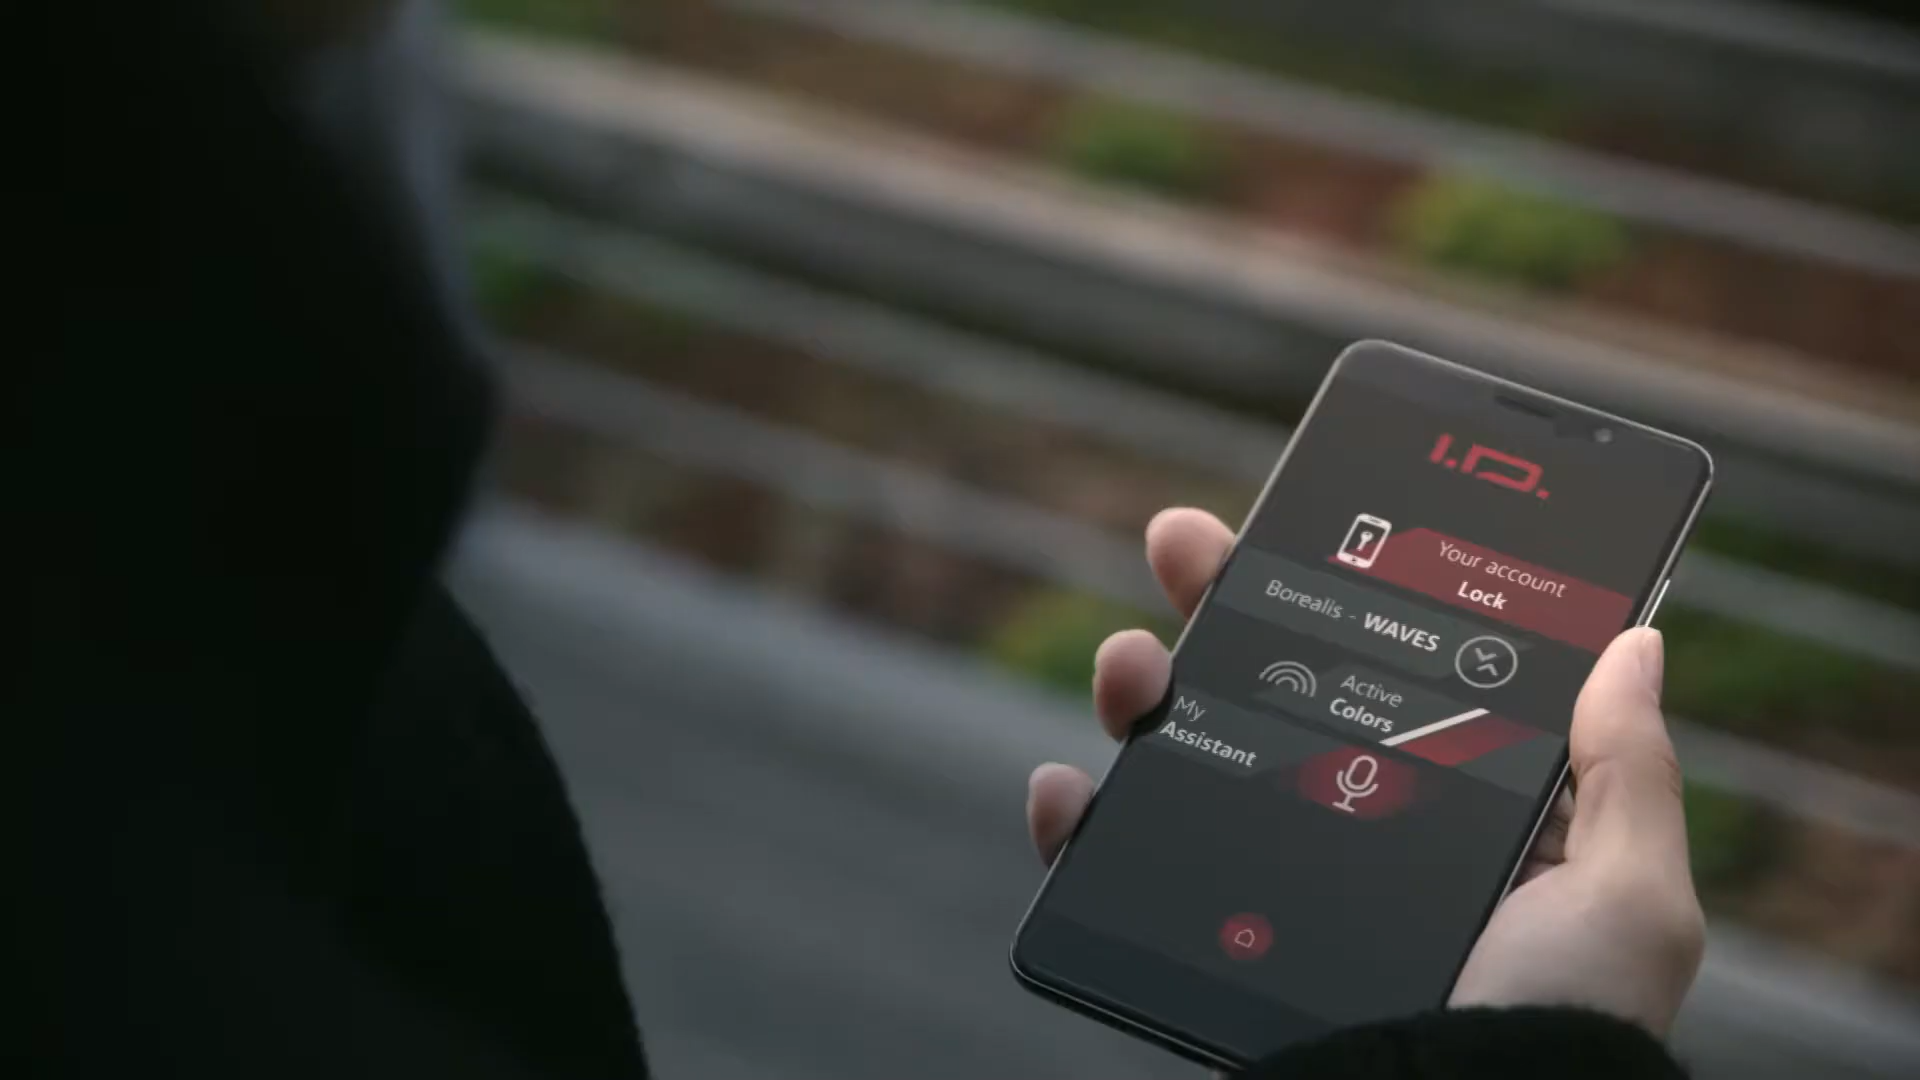 I.D.
Your account
Lock
Borealis - WAVES
Active
Colors
My
Assistant